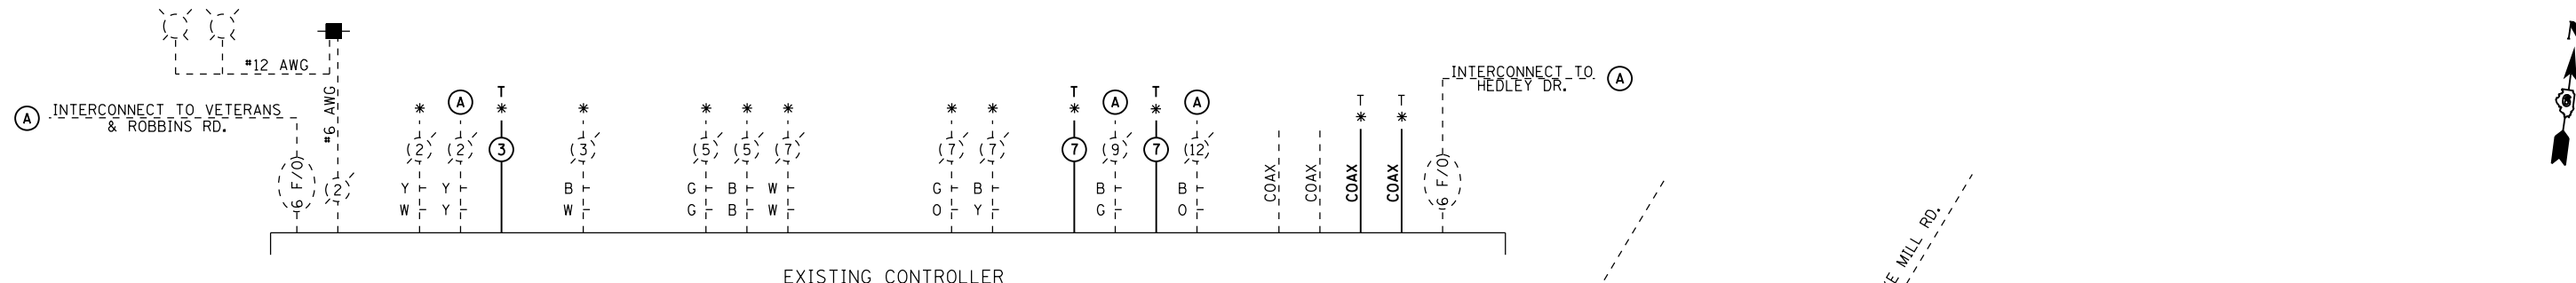 #12 AWG
#6 AWG
A INTERCONNECT TO VETERANS
& ROBBINS RD.
INTERCONNECT TO A
HEDLEY DR.
T T T T T
* A * * * * * * * * A * A * *
6 F/O 2 2 2 3 3 5 5 7 7 7 7 9 7 12 COAX COAX COAX COAX 6 F/O
Y Y B G B W G B B B
W Y W G B W O Y G O
EXISTING CONTROLLER
MILL RD.